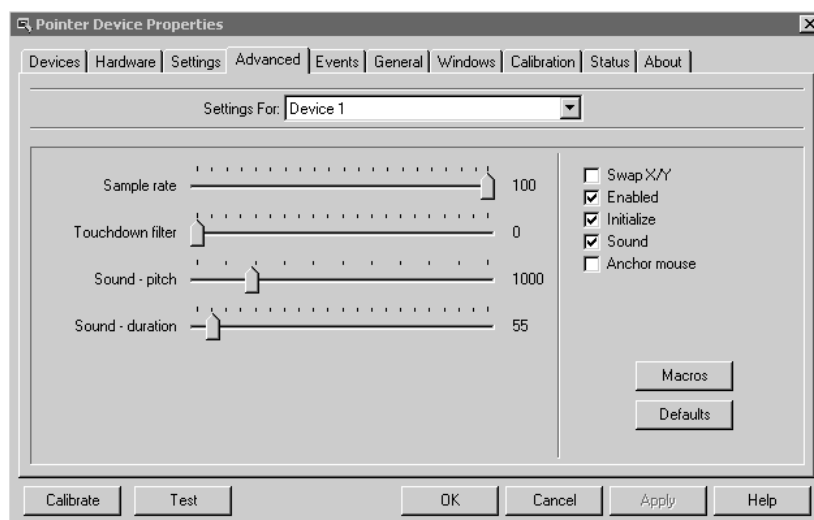 Pointer Device Properties
Devices Hardware Settings Advanced Events General Windows Calibration Status About
Settings For: Device 1
Sample rate 100
Touchdown filter 0
Sound - pitch 1000
Sound - duration 55
Swap X/Y
Enabled
Initialize
Sound
Anchor mouse
Macros
Defaults
Calibrate Test OK Cancel Apply Help